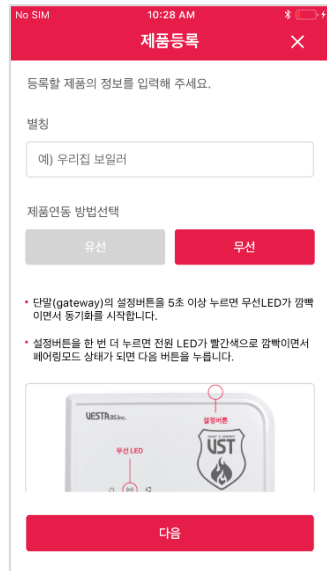 No SIM 10:28 AM
제품등록
등록할 제품의 정보를 입력해 주세요.
별칭
예) 우리집 보일러
제품연동 방법선택
유선 무선
• 단말(gateway)의 설정버튼을 5초 이상 누르면 무선LED가 깜빡
이면서 동기화를 시작합니다.
• 설정버튼을 한 번 더 누르면 전원 LED가 빨간색으로 깜빡이면서
페어링모드 상태가 되면 다음 버튼을 누릅니다.
VESTA
설정버튼
무선 LED
UST
다음